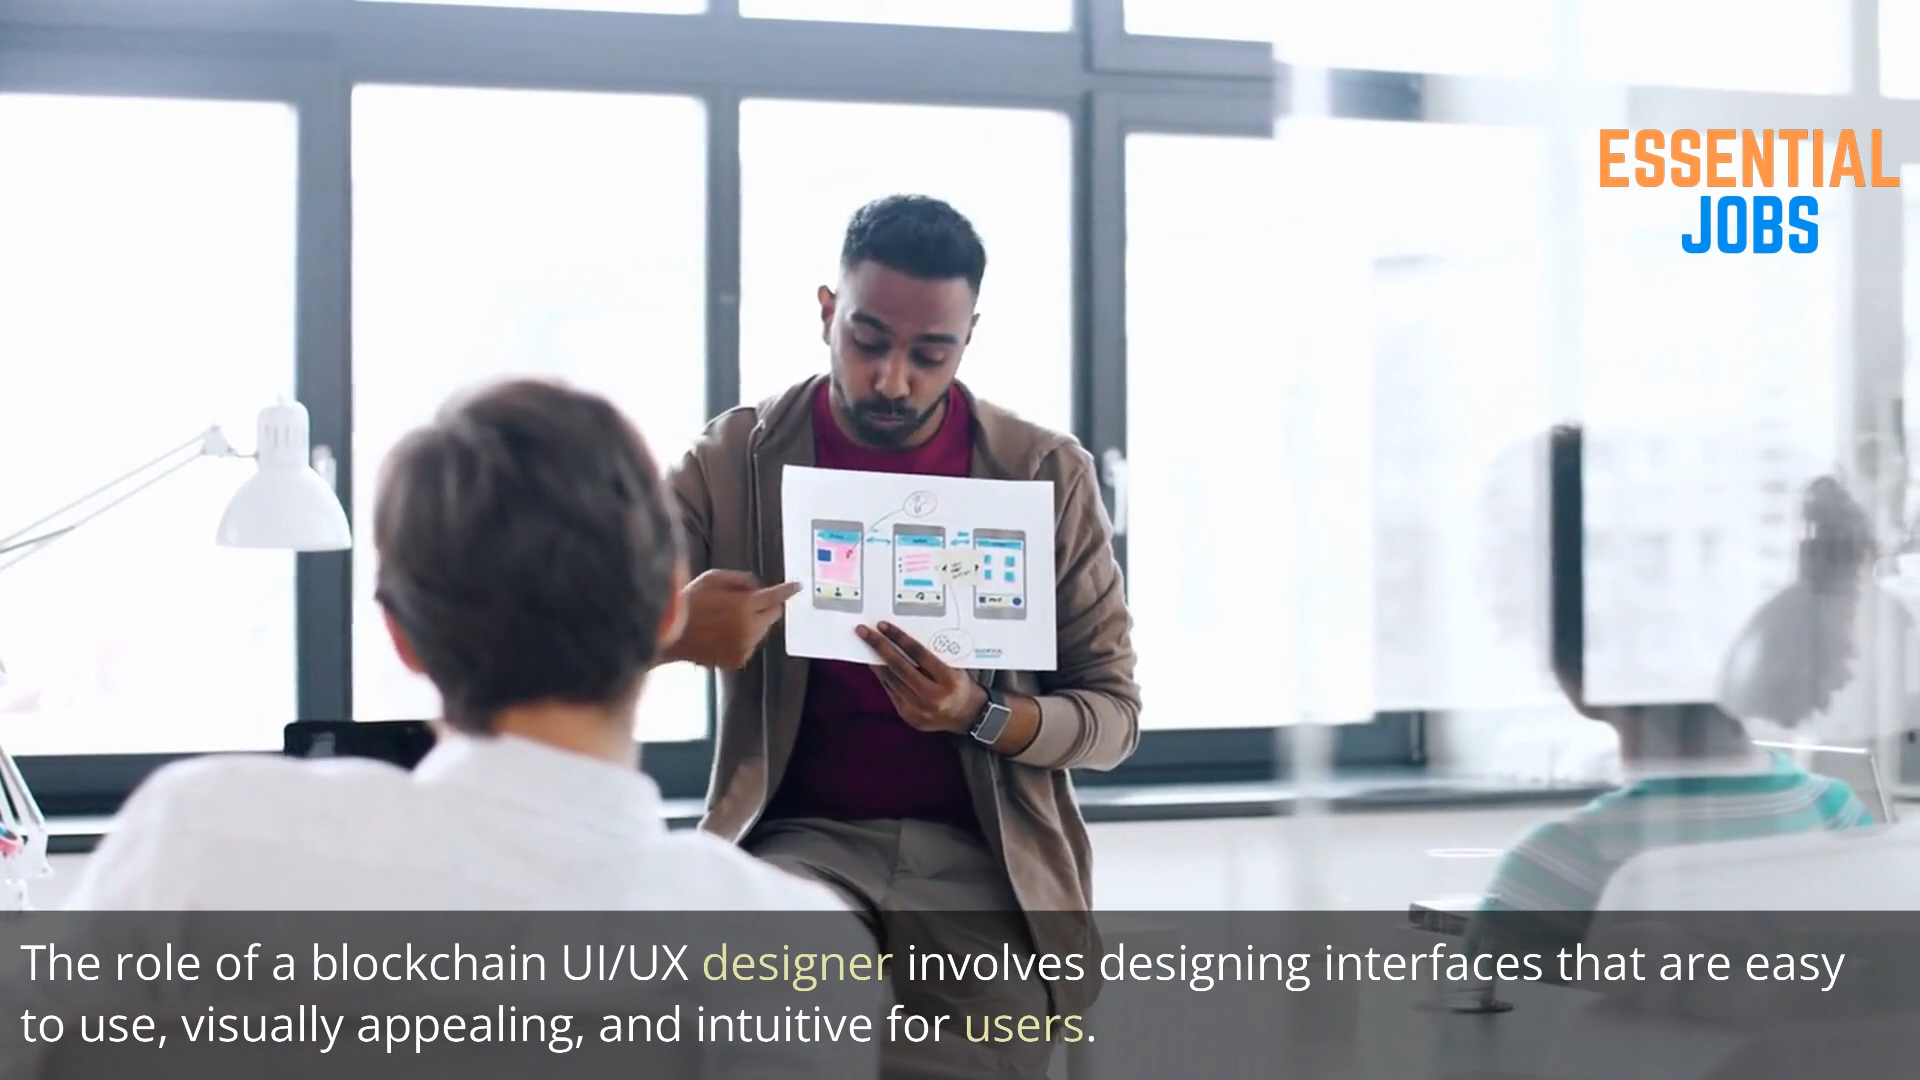 ESSENTIAL
JOBS
The role of a blockchain UI/UX designer involves designing interfaces that are easy
to use, visually appealing, and intuitive for users.